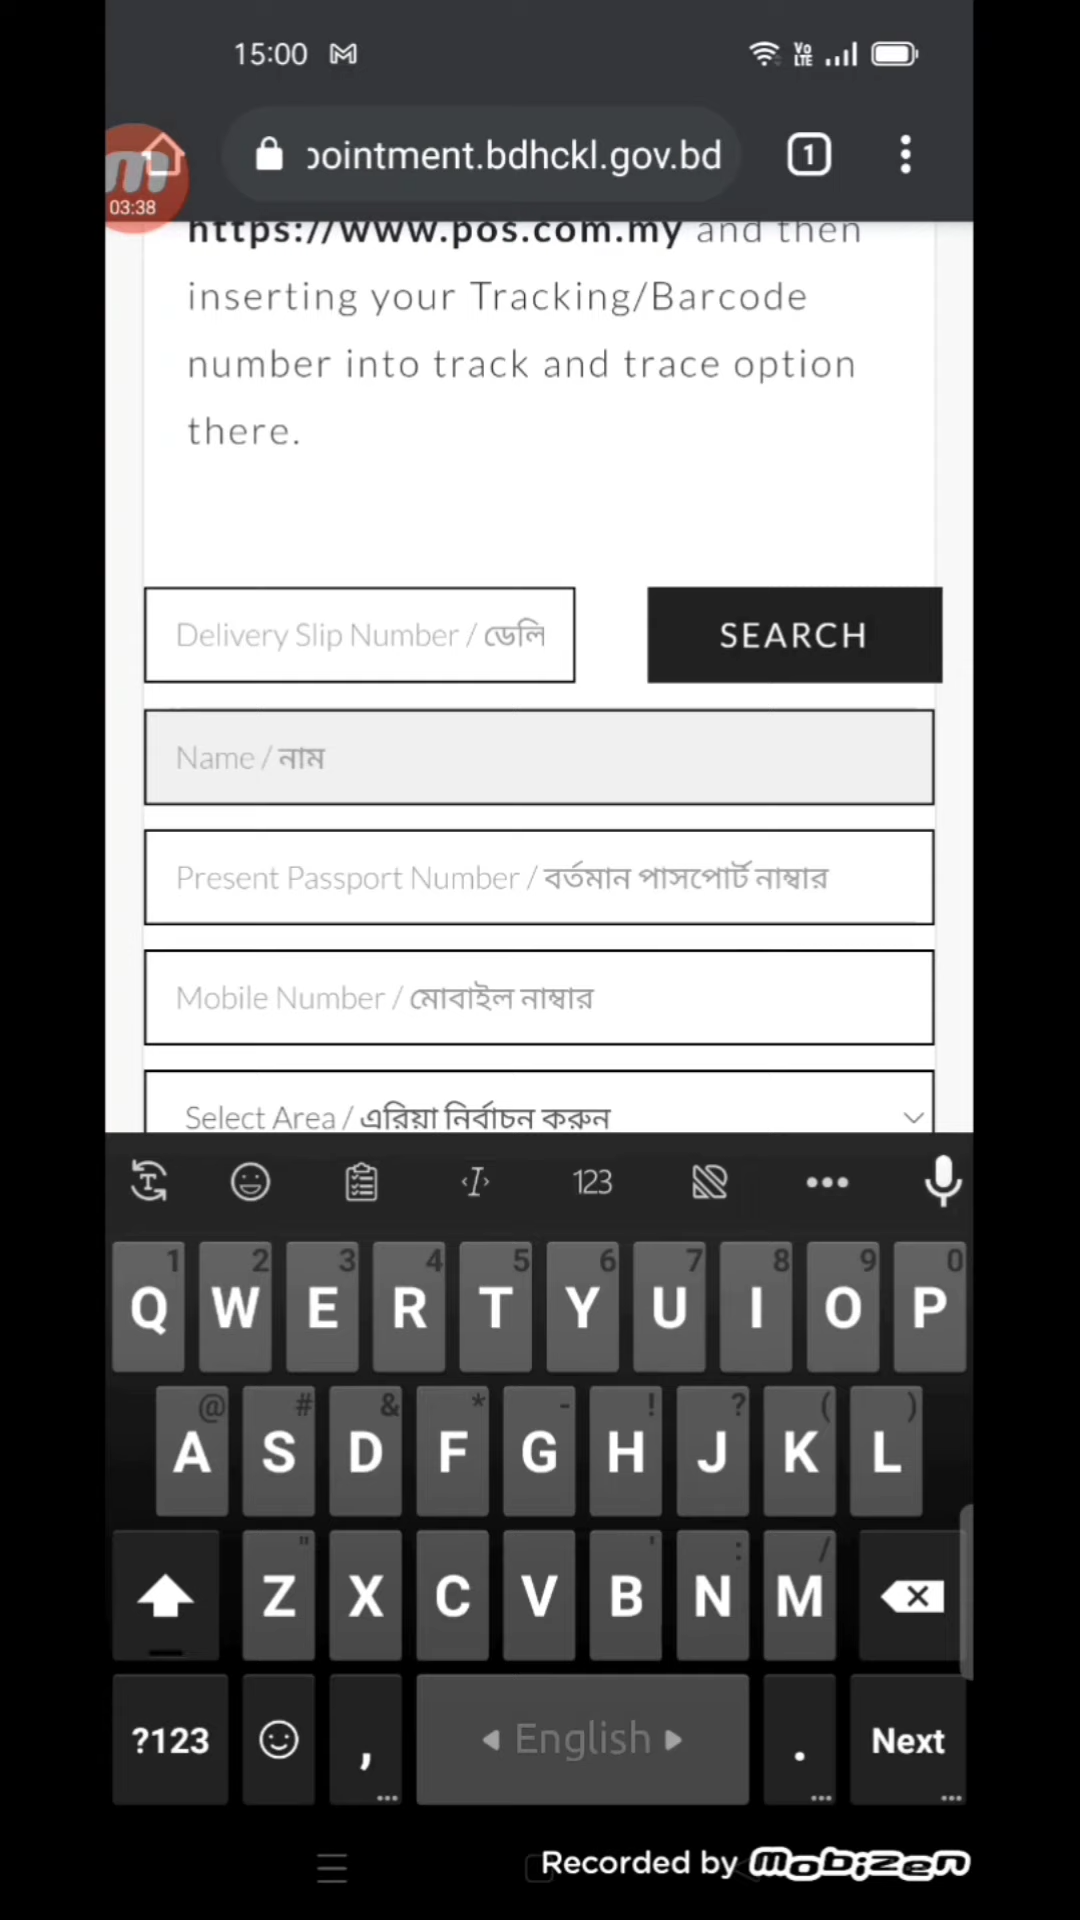 15:00
Vo LTE
pointment.bdhckl.gov.bd
1
m
03:38
https://www.pos.com.my and then
inserting your Tracking/Barcode
number into track and trace option
there.
Delivery Slip Number / ডেলি
SEARCH
Name / নাম
Present Passport Number / বর্তমান পাসপোর্ট নাম্বার
Mobile Number / মোবাইল নাম্বার
Select Area / এরিয়া নির্বাচন করুন
T I 123
1 2 3 4 5 6 7 8 9 0
Q W E R T Y U I O P
@ # & * - ! ? ( )
A S D F G H J K L
" ' : /
Z X C V B N M
?123 , English . Next
Recorded by mobizen